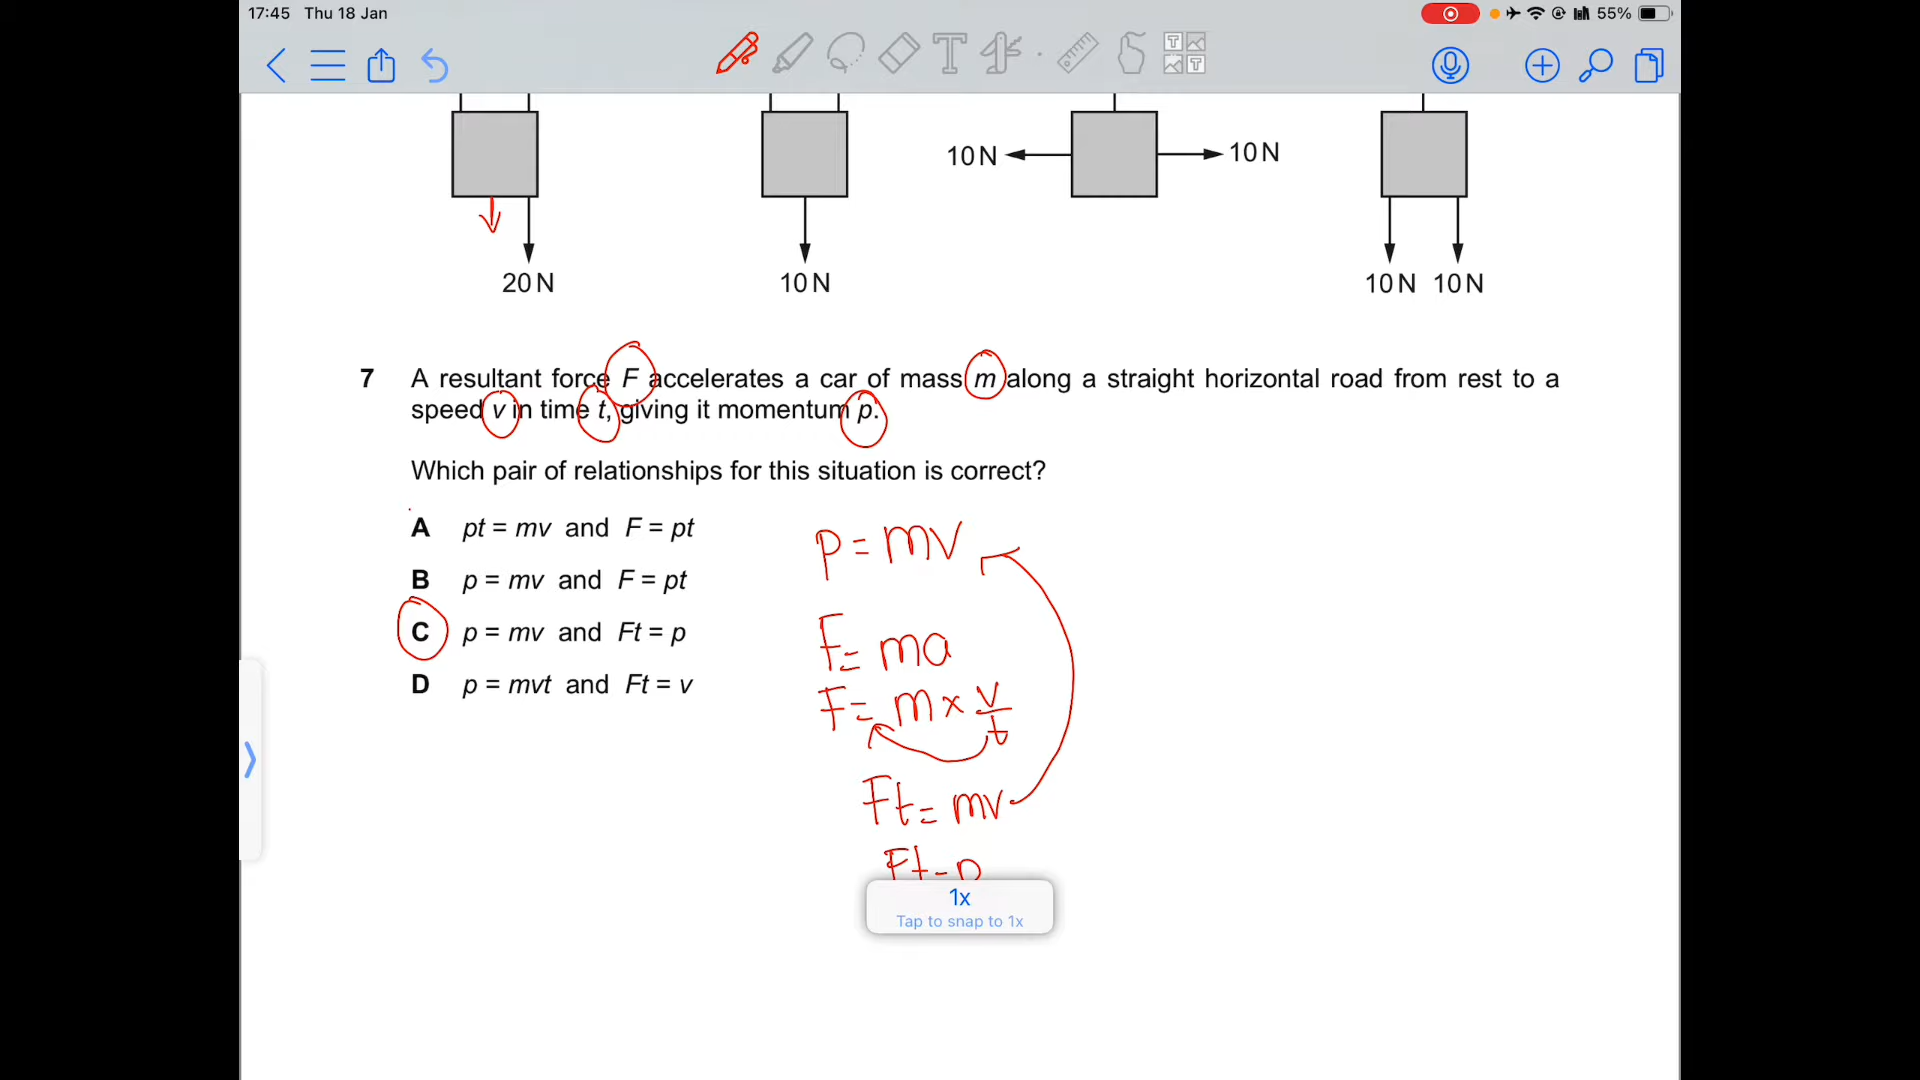 17:45 Thu 18 Jan
55%
10 N
10 N
20 N
10 N
10 N 10 N
7 A resultant force F accelerates a car of mass m along a straight horizontal road from rest to a
speed v in time t, giving it momentum p.
Which pair of relationships for this situation is correct?
A pt = mv and F = pt
B p = mv and F = pt
C p = mv and Ft = p
D p = mvt and Ft = v
p = mv
F = ma
F = m × v/t
Ft = mv
Ft = p
1x
Tap to snap to 1x